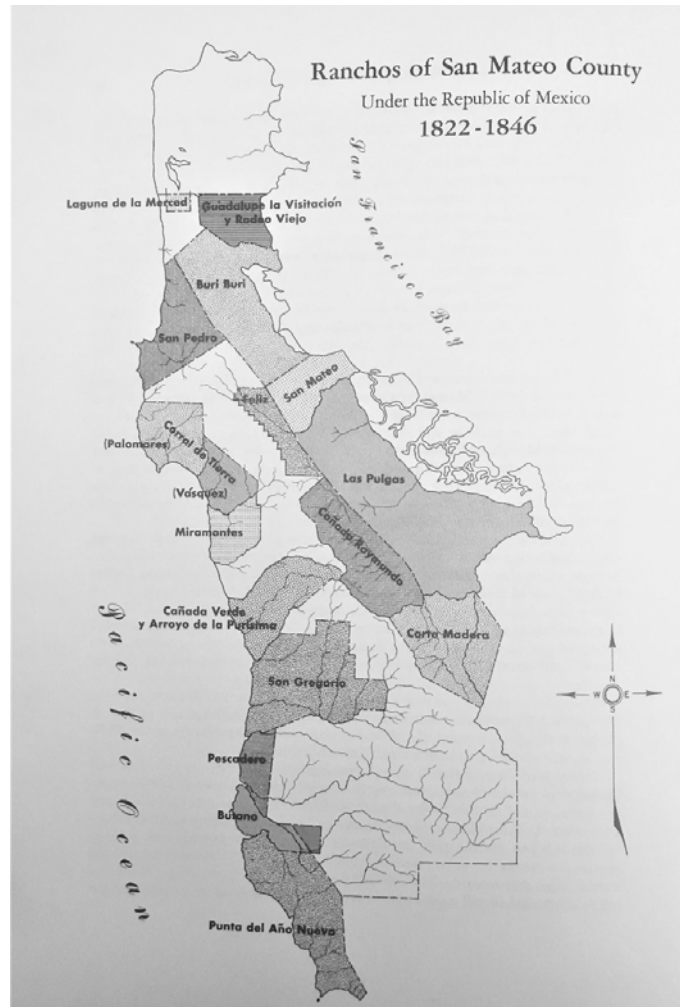 Ranchos of San Mateo County
Under the Republic of Mexico
1822-1846
San Francisco Bay
Laguna de la Merced
Guadalupe la Visitación
y Rodeo Viejo
Buri Buri
San Pedro
San Mateo
Feliz
(Palomares)
Corral de Tierra
Las Pulgas
(Vásquez)
Miramontes
Cañada Raymundo
Cañada Verde
y Arroyo de la Purísima
Corte Madera
San Gregorio
N
W E
S
Pacific Ocean
Pescadero
Butano
Punta del Año Nuevo